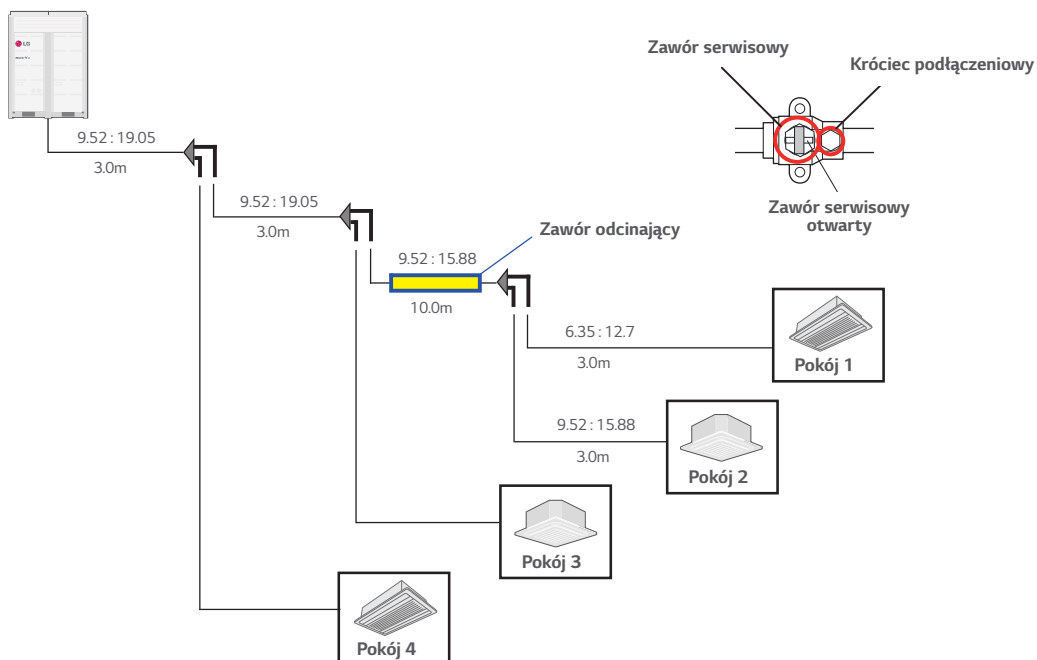 LG
Zawór serwisowy
Króciec podłączeniowy
9.52 : 19.05
3.0m
Zawór serwisowy
otwarty
9.52 : 19.05
3.0m
Zawór odcinający
9.52 : 15.88
10.0m
6.35 : 12.7
3.0m
Pokój 1
9.52 : 15.88
3.0m
Pokój 2
Pokój 3
Pokój 4